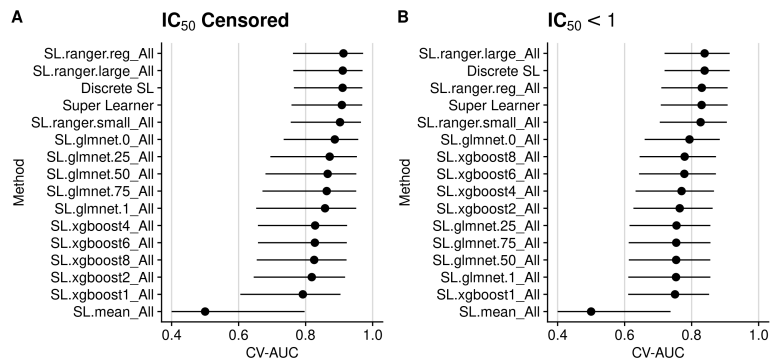 A
IC50 Censored
Method
SL.ranger.reg_All
SL.ranger.large_All
Discrete SL
Super Learner
SL.ranger.small_All
SL.glmnet.0_All
SL.glmnet.25_All
SL.glmnet.50_All
SL.glmnet.75_All
SL.glmnet.1_All
SL.xgboost4_All
SL.xgboost6_All
SL.xgboost8_All
SL.xgboost2_All
SL.xgboost1_All
SL.mean_All
0.4 0.6 0.8 1.0
CV-AUC
B
IC50 < 1
Method
SL.ranger.large_All
Discrete SL
SL.ranger.reg_All
Super Learner
SL.ranger.small_All
SL.glmnet.0_All
SL.xgboost8_All
SL.xgboost6_All
SL.xgboost4_All
SL.xgboost2_All
SL.glmnet.25_All
SL.glmnet.75_All
SL.glmnet.50_All
SL.glmnet.1_All
SL.xgboost1_All
SL.mean_All
0.4 0.6 0.8 1.0
CV-AUC